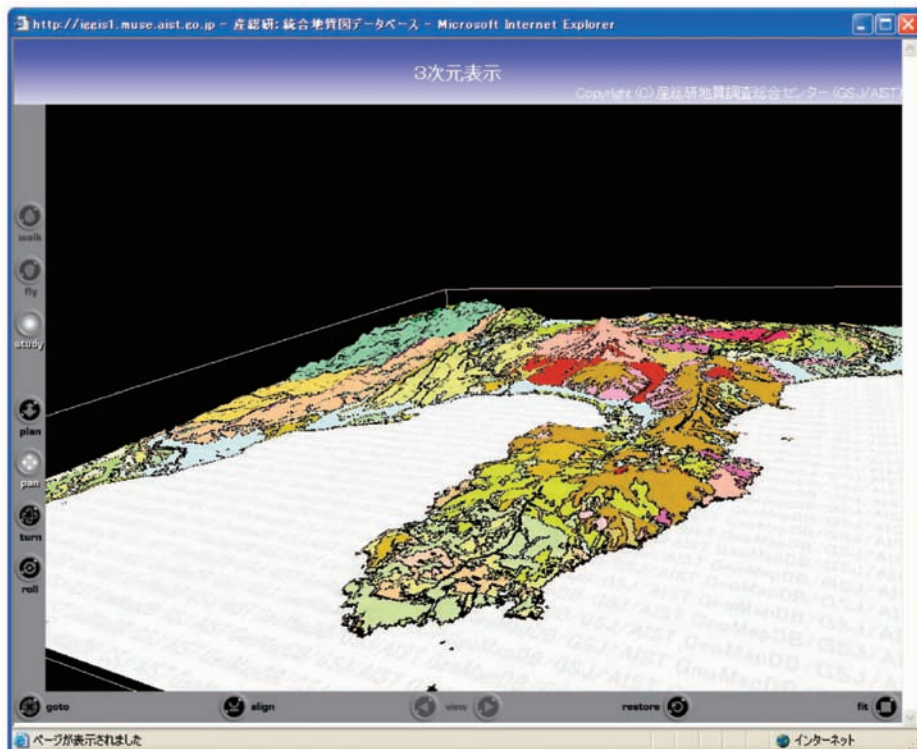 http://iggis1.muse.aist.go.jp - 産総研: 統合地質図データベース - Microsoft Internet Explorer
3次元表示
Copyright (C) 産総研地質調査総合センター (GSJ/AIST)
walk
fly
study
plan
pan
turn
roll
GSJ/AIST GeoMapDB
goto
align
view
restore
fit
ページが表示されました
インターネット